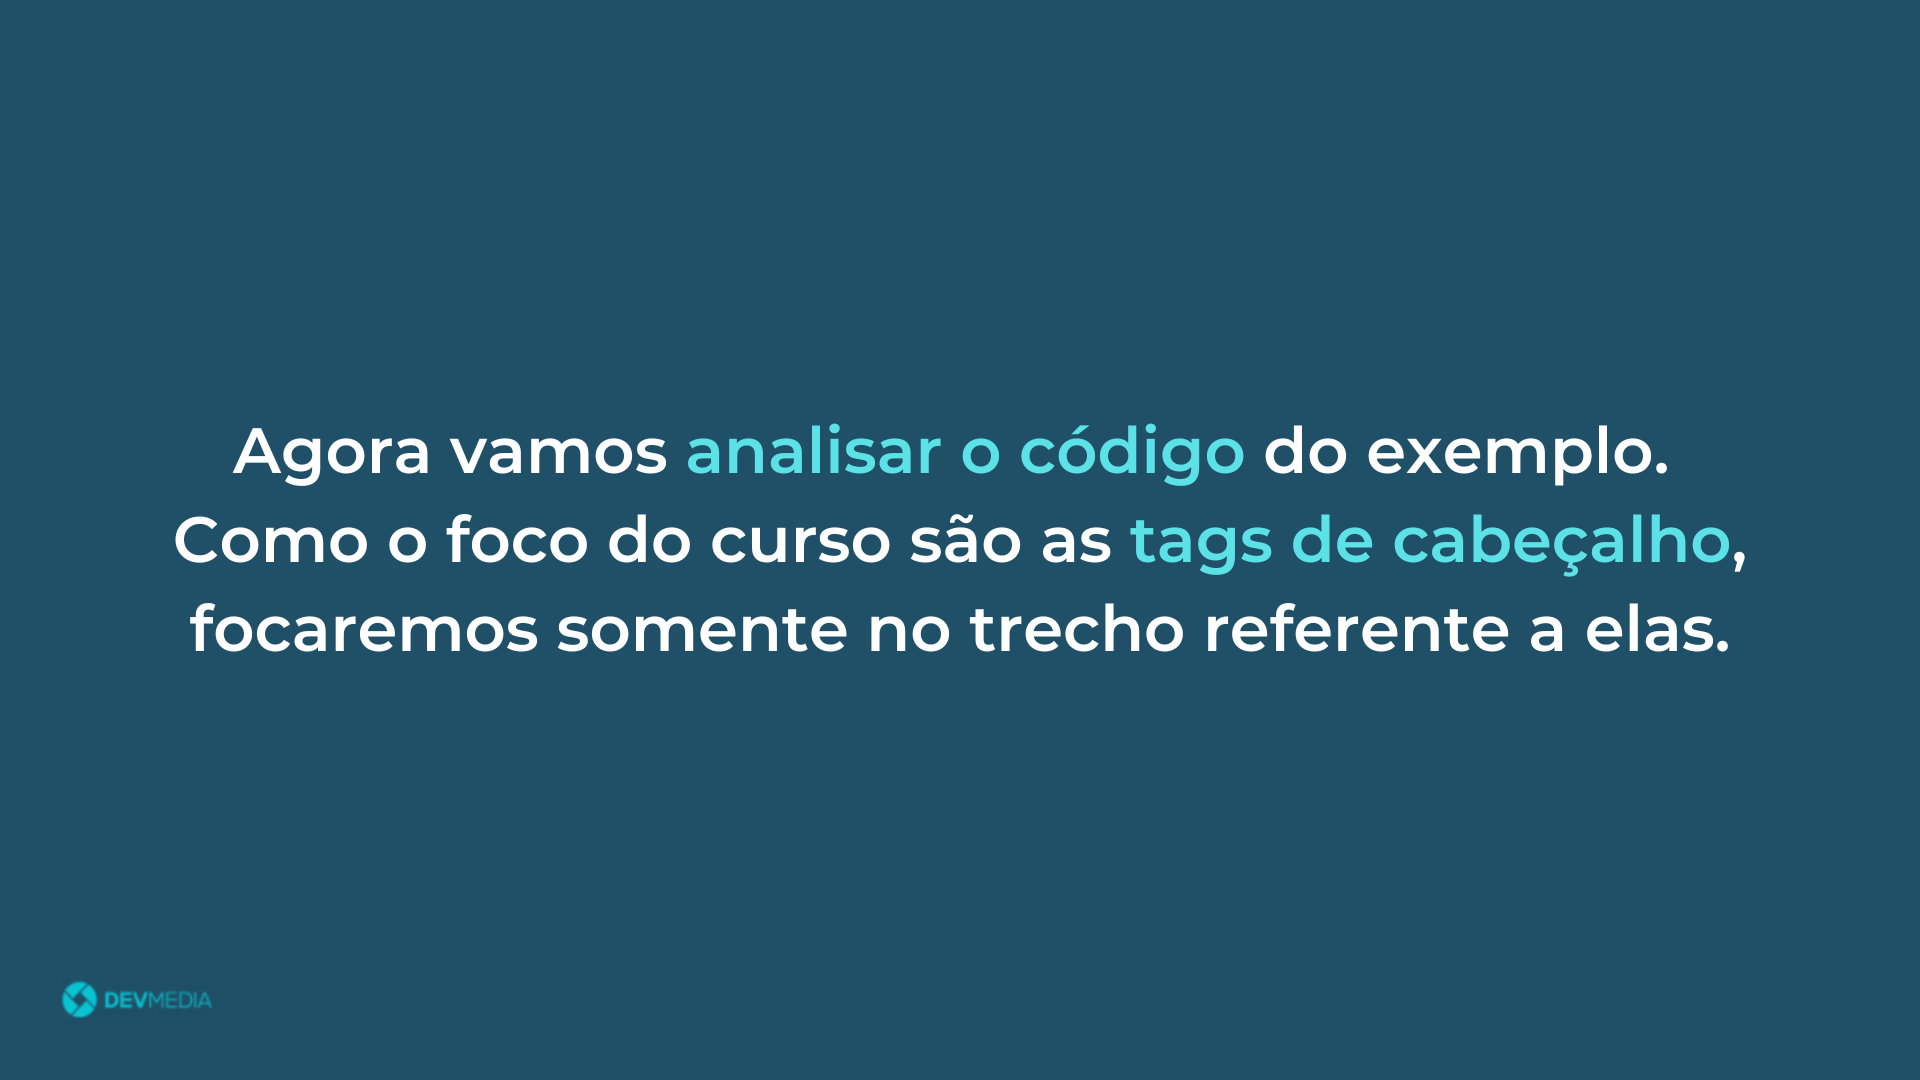 Agora vamos analisar o código do exemplo.
Como o foco do curso são as tags de cabeçalho,
focaremos somente no trecho referente a elas.
DEVMEDIA